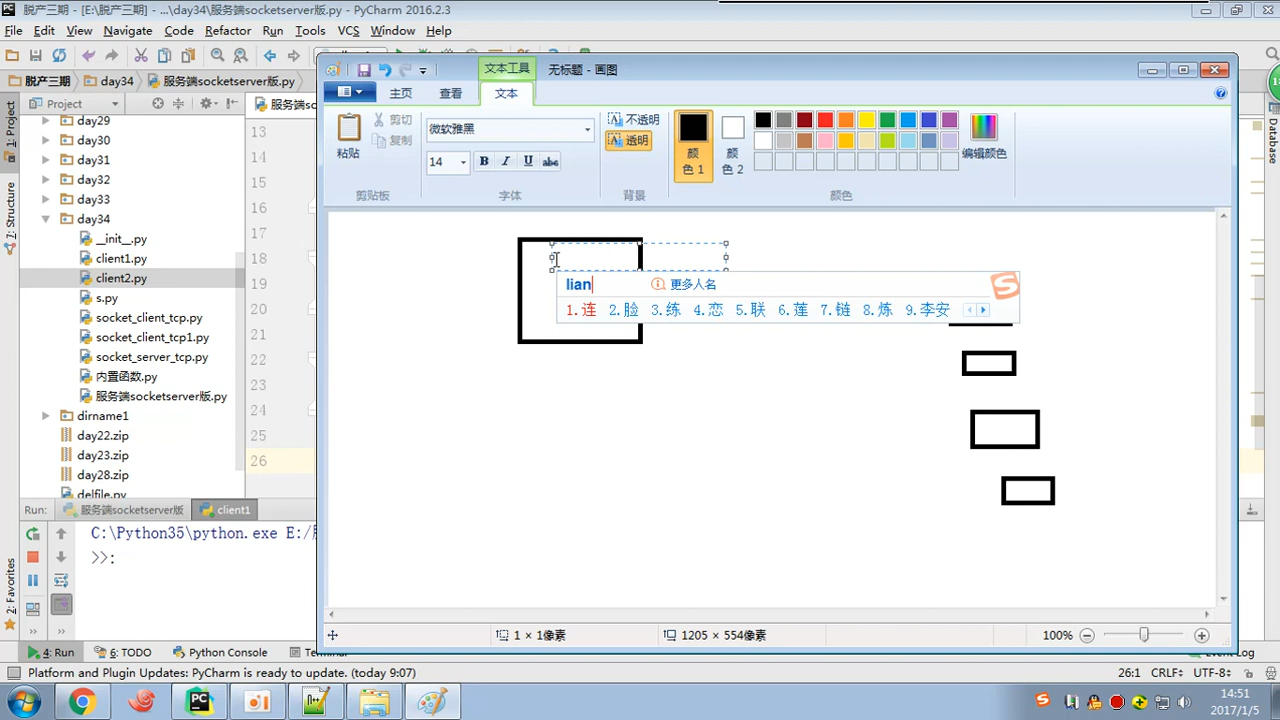 脱产三期 - [E:\脱产三期] - ...\day34\服务端socketserver版.py - PyCharm 2016.2.3
File Edit View Navigate Code Refactor Run Tools VCS Window Help
脱产三期 day34 服务端socketserver版.py
Project
服务端so
day29
day30
day31
day32
day33
day34
__init__.py
client1.py
client2.py
s.py
socket_client_tcp.py
socket_client_tcp1.py
socket_server_tcp.py
内置函数.py
服务端socketserver版.py
dirname1
day22.zip
day23.zip
day28.zip
delfile.py
1: Project
7: Structure
2: Favorites
Database
13
14
15
16
17
18
19
20
21
22
23
24
25
26
文本工具 无标题 - 画图
主页 查看 文本
粘贴 剪切 复制
剪贴板
微软雅黑
14 B I U abc
字体
不透明
透明
背景
颜色 1
颜色 2
编辑颜色
颜色
lian 更多人名
1.连 2.脸 3.练 4.恋 5.联 6.莲 7.链 8.炼 9.李安
1 × 1像素 1205 × 554像素 100%
Run: 服务端socketserver版 client1
C:\Python35\python.exe E:/
>>:
4: Run 6: TODO Python Console Terminal Event Log
Platform and Plugin Updates: PyCharm is ready to update. (today 9:07) 26:1 CRLF÷ UTF-8÷
14:51
2017/1/5